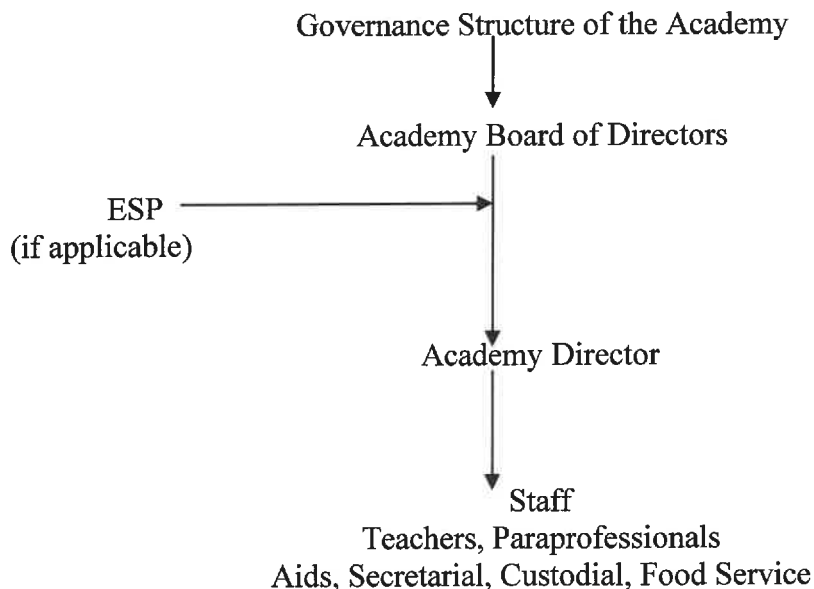 Governance Structure of the Academy
Academy Board of Directors
ESP
(if applicable)
Academy Director
Staff
Teachers, Paraprofessionals
Aids, Secretarial, Custodial, Food Service